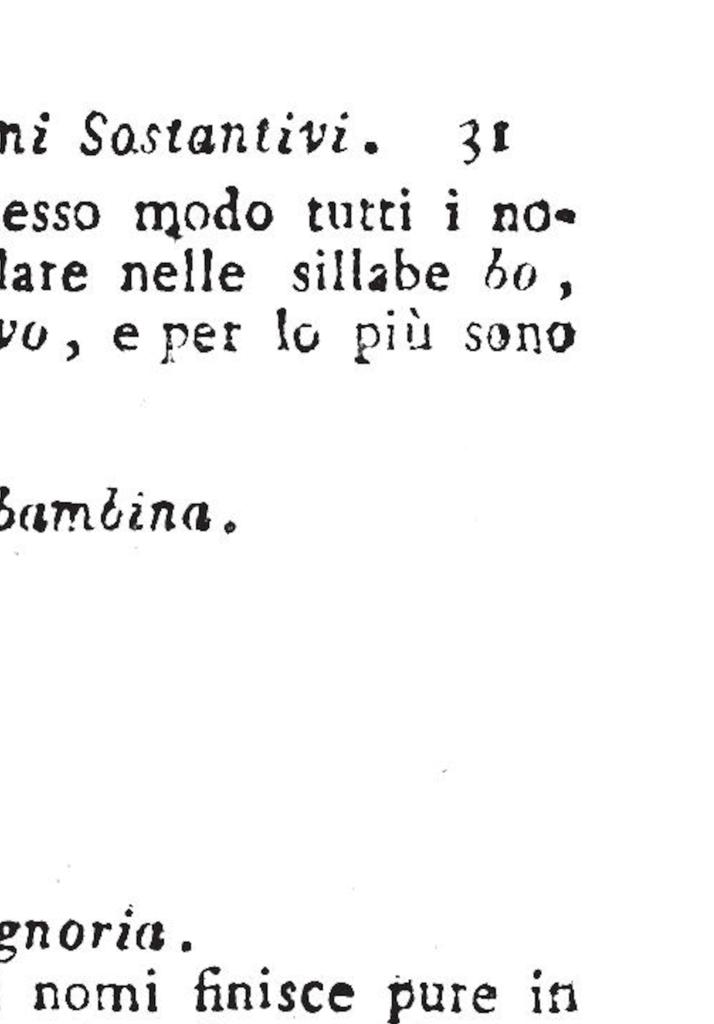 ni Sostantivi. 31
esso modo tutti i no-
lare nelle sillabe bo,
vo, e per lo più sono
bambina.
gnoria.
nomi finisce pure in